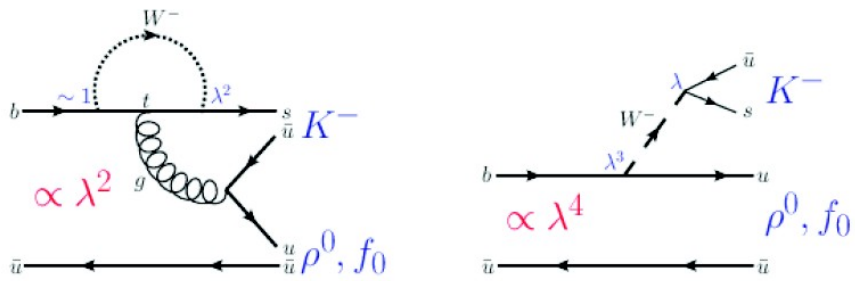 W⁻
b ~ 1 t λ² s
ū K⁻
g
∝ λ²
u
ū ū ρ⁰, f₀
ū
λ K⁻
s
W⁻
λ³
b u
∝ λ⁴ ρ⁰, f₀
ū ū